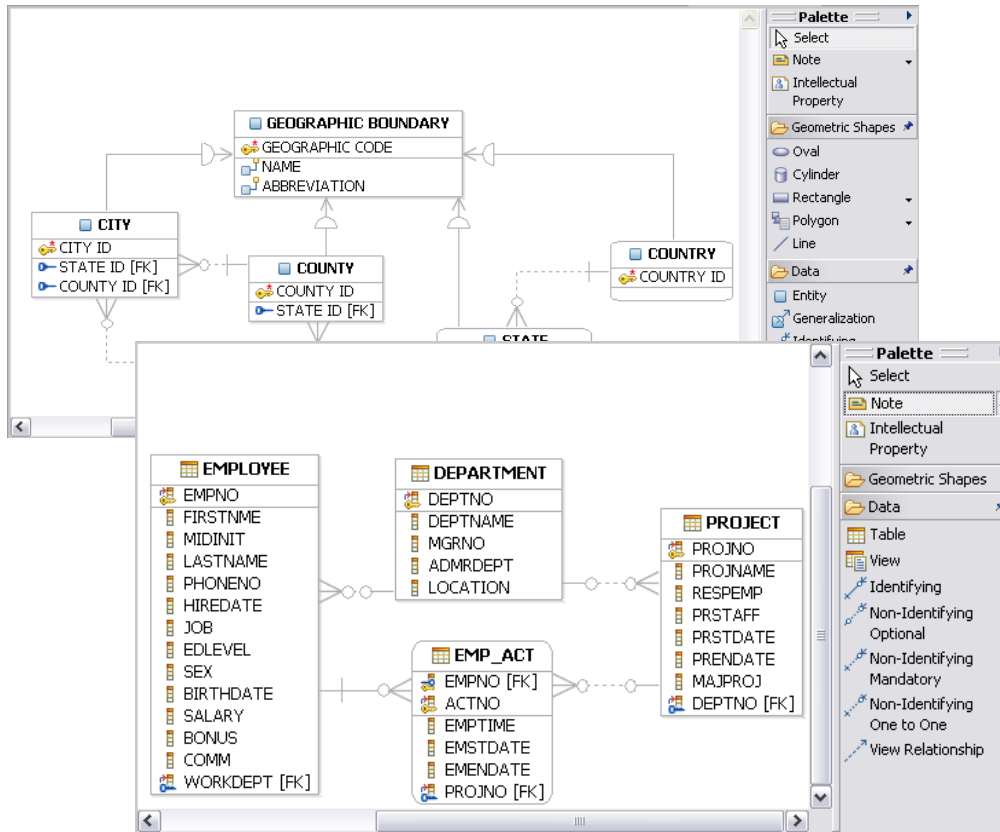 Palette
Select
Note
Intellectual
Property
Geometric Shapes
Oval
Cylinder
Rectangle
Polygon
Line
Data
Entity
Generalization
Identifying
GEOGRAPHIC BOUNDARY
GEOGRAPHIC CODE
NAME
ABBREVIATION
CITY
CITY ID
STATE ID [FK]
COUNTY ID [FK]
COUNTY
COUNTY ID
STATE ID [FK]
COUNTRY
COUNTRY ID
STATE
Palette
Select
Note
Intellectual
Property
Geometric Shapes
Data
Table
View
Identifying
Non-Identifying
Optional
Non-Identifying
Mandatory
Non-Identifying
One to One
View Relationship
EMPLOYEE
EMPNO
FIRSTNME
MIDINIT
LASTNAME
PHONENO
HIREDATE
JOB
EDLEVEL
SEX
BIRTHDATE
SALARY
BONUS
COMM
WORKDEPT [FK]
DEPARTMENT
DEPTNO
DEPTNAME
MGRNO
ADMRDEPT
LOCATION
EMP_ACT
EMPNO [FK]
ACTNO
EMPTIME
EMSTDATE
EMENDATE
PROJNO [FK]
PROJECT
PROJNO
PROJNAME
RESPEMP
PRSTAFF
PRSTDATE
PRENDATE
MAJPROJ
DEPTNO [FK]